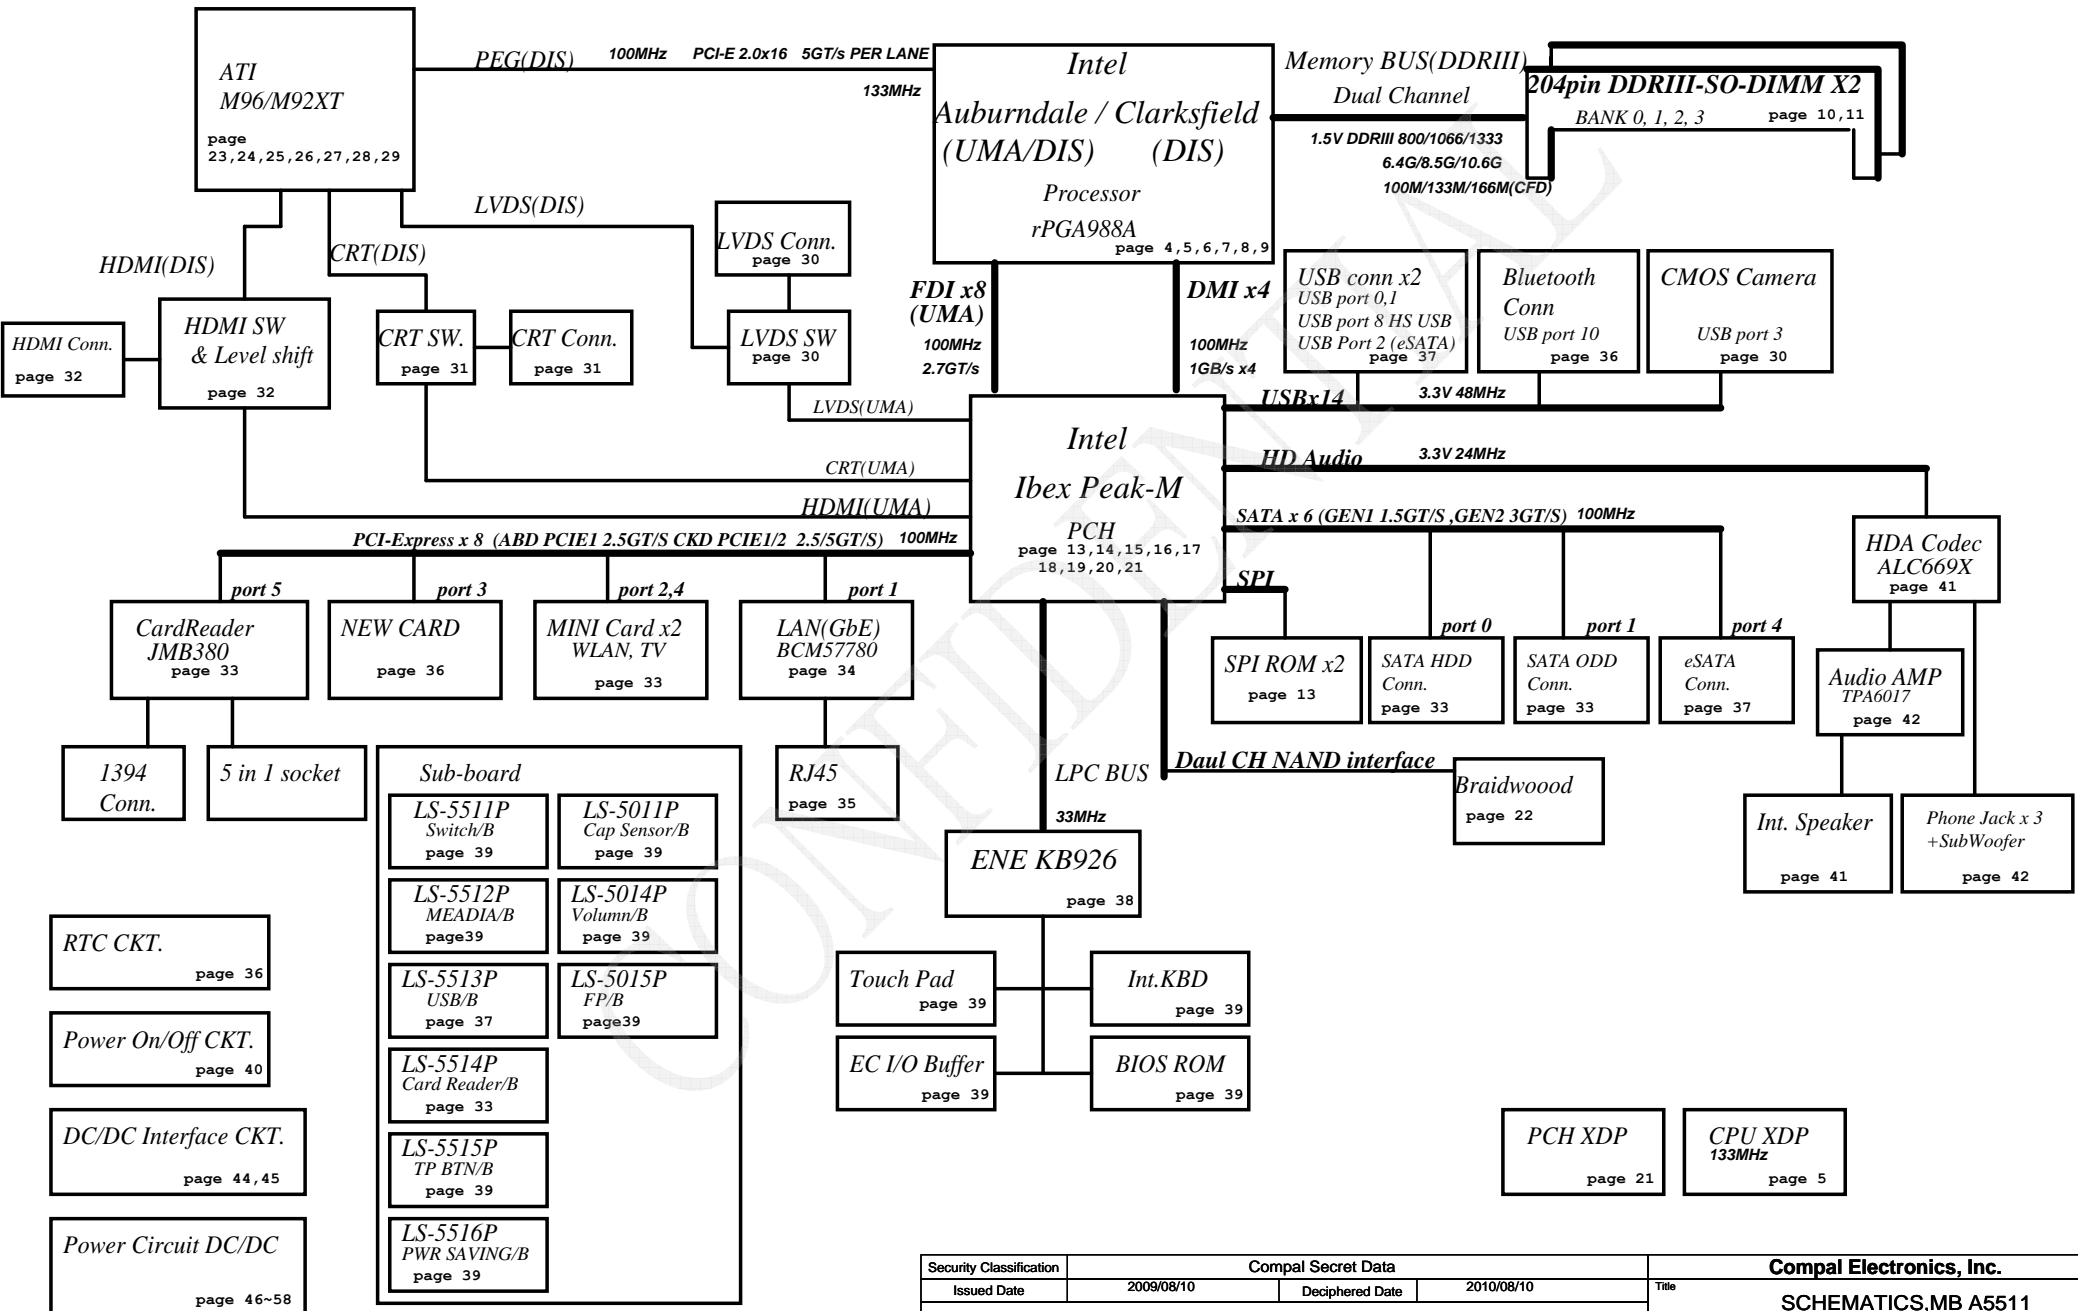 ATI
M96/M92XT
page
23,24,25,26,27,28,29
PEG(DIS)
100MHz
PCI-E 2.0x16
5GT/s PER LANE
133MHz
Intel
Auburndale / Clarksfield
(UMA/DIS)
(DIS)
Processor
rPGA988A
page 4,5,6,7,8,9
Memory BUS(DDRIII)
Dual Channel
1.5V DDRIII 800/1066/1333
6.4G/8.5G/10.6G
100M/133M/166M(CFD)
204pin DDRIII-SO-DIMM X2
BANK 0, 1, 2, 3
page 10,11
HDMI(DIS)
CRT(DIS)
LVDS(DIS)
LVDS Conn.
page 30
HDMI Conn.
page 32
HDMI SW
& Level shift
page 32
CRT SW.
page 31
CRT Conn.
page 31
LVDS SW
page 30
FDI x8
(UMA)
100MHz
2.7GT/s
DMI x4
100MHz
1GB/s x4
USB conn x2
USB port 0,1
USB port 8 HS USB
USB Port 2 (eSATA)
page 37
Bluetooth
Conn
USB port 10
page 36
CMOS Camera
USB port 3
page 30
LVDS(UMA)
CRT(UMA)
HDMI(UMA)
USBx14
3.3V 48MHz
HD Audio
3.3V 24MHz
Intel
Ibex Peak-M
PCH
page 13,14,15,16,17
18,19,20,21
SATA x 6 (GEN1 1.5GT/S ,GEN2 3GT/S)
100MHz
SPI
PCI-Express x 8 (ABD PCIE1 2.5GT/S CKD PCIE1/2 2.5/5GT/S)
100MHz
HDA Codec
ALC669X
page 41
port 5
CardReader
JMB380
page 33
port 3
NEW CARD
page 36
port 2,4
MINI Card x2
WLAN, TV
page 33
port 1
LAN(GbE)
BCM57780
page 34
SPI ROM x2
page 13
port 0
SATA HDD
Conn.
page 33
port 1
SATA ODD
Conn.
page 33
port 4
eSATA
Conn.
page 37
Audio AMP
TPA6017
page 42
1394
Conn.
5 in 1 socket
RJ45
page 35
LPC BUS
33MHz
Daul CH NAND interface
Braidwoood
page 22
Int. Speaker
page 41
Phone Jack x 3
+SubWoofer
page 42
Sub-board
LS-5511P
Switch/B
page 39
LS-5011P
Cap Sensor/B
page 39
LS-5512P
MEADIA/B
page39
LS-5014P
Volumn/B
page 39
LS-5513P
USB/B
page 37
LS-5015P
FP/B
page39
LS-5514P
Card Reader/B
page 33
LS-5515P
TP BTN/B
page 39
LS-5516P
PWR SAVING/B
page 39
ENE KB926
page 38
Touch Pad
page 39
Int.KBD
page 39
EC I/O Buffer
page 39
BIOS ROM
page 39
RTC CKT.
page 36
Power On/Off CKT.
page 40
DC/DC Interface CKT.
page 44,45
Power Circuit DC/DC
page 46~58
PCH XDP
page 21
CPU XDP
133MHz
page 5
CONFIDENTIAL
Security Classification
Compal Secret Data
Issued Date
2009/08/10
Deciphered Date
2010/08/10
Compal Electronics, Inc.
Title
SCHEMATICS,MB A5511